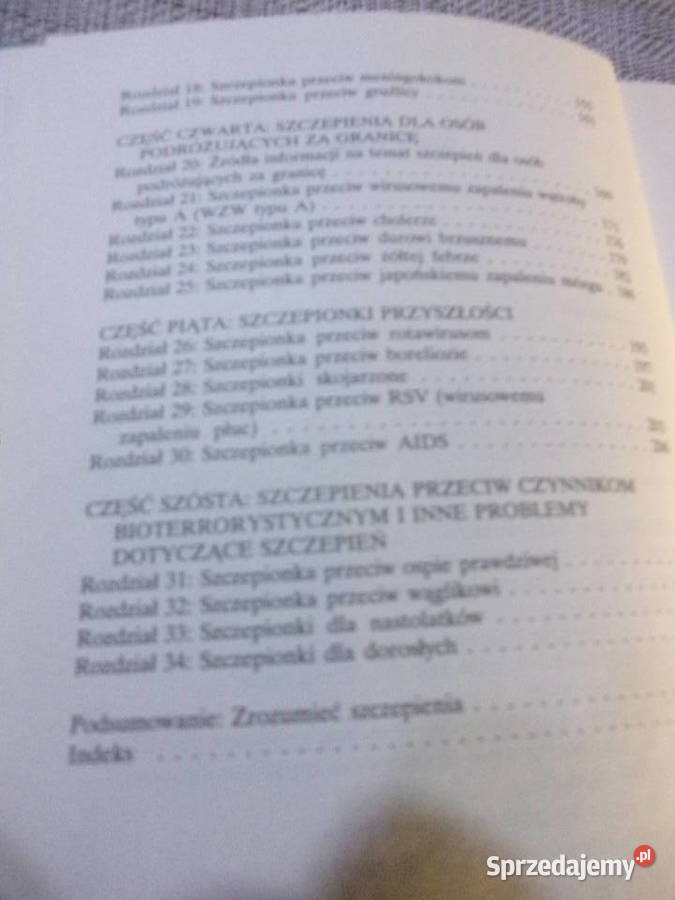 Rozdział 18: Szczepionka przeciw meningokokom
Rozdział 19: Szczepionka przeciw gruźlicy
CZĘŚĆ CZWARTA: SZCZEPIENIA DLA OSÓB
PODRÓŻUJĄCYCH ZA GRANICĘ
Rozdział 20: Źródła informacji na temat szczepień dla osób
podróżujących za granicę
Rozdział 21: Szczepionka przeciw wirusowemu zapaleniu wątroby
typu A (WZW typu A)
Rozdział 22: Szczepionka przeciw cholerze
Rozdział 23: Szczepionka przeciw durowi brzusznemu
Rozdział 24: Szczepionka przeciw żółtej febrze
Rozdział 25: Szczepionka przeciw japońskiemu zapaleniu mózgu
CZĘŚĆ PIĄTA: SZCZEPIONKI PRZYSZŁOŚCI
Rozdział 26: Szczepionka przeciw rotawirusom
Rozdział 27: Szczepionka przeciw boreliozie
Rozdział 28: Szczepionki skojarzone
Rozdział 29: Szczepionka przeciw RSV (wirusowemu
zapaleniu płuc)
Rozdział 30: Szczepionka przeciw AIDS
CZĘŚĆ SZÓSTA: SZCZEPIENIA PRZECIW CZYNNIKOM
BIOTERRORYSTYCZNYM I INNE PROBLEMY
DOTYCZĄCE SZCZEPIEŃ
Rozdział 31: Szczepionka przeciw ospie prawdziwej
Rozdział 32: Szczepionka przeciw wąglikowi
Rozdział 33: Szczepionki dla nastolatków
Rozdział 34: Szczepionki dla dorosłych
Podsumowanie: Zrozumieć szczepienia
Indeks
Sprzedajemy.pl